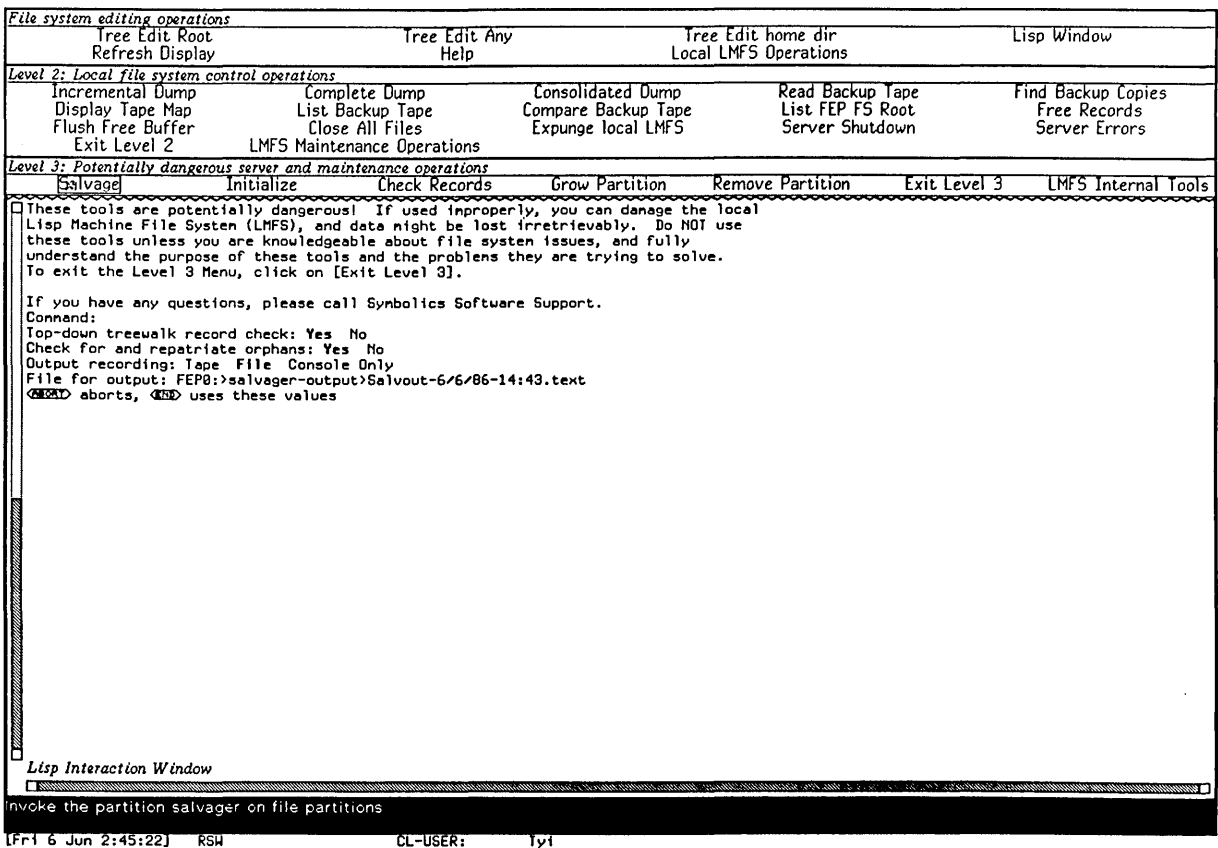 File system editing operations
Tree Edit Root Tree Edit Any Tree Edit home dir Lisp Window
Refresh Display Help Local LMFS Operations
Level 2: Local file system control operations
Incremental Dump Complete Dump Consolidated Dump Read Backup Tape Find Backup Copies
Display Tape Map List Backup Tape Compare Backup Tape List FEP FS Root Free Records
Flush Free Buffer Close All Files Expunge local LMFS Server Shutdown Server Errors
Exit Level 2 LMFS Maintenance Operations
Level 3: Potentially dangerous server and maintenance operations
Salvage Initialize Check Records Grow Partition Remove Partition Exit Level 3 LMFS Internal Tools
These tools are potentially dangerous! If used improperly, you can damage the local
Lisp Machine File System (LMFS), and data might be lost irretrievably. Do NOT use
these tools unless you are knowledgeable about file system issues, and fully
understand the purpose of these tools and the problems they are trying to solve.
To exit the Level 3 Menu, click on [Exit Level 3].
If you have any questions, please call Symbolics Software Support.
Command:
Top-down treewalk record check: Yes No
Check for and repatriate orphans: Yes No
Output recording: Tape File Console Only
File for output: FEP0:>salvager-output>Salvout-6/6/86-14:43.text
ABORT aborts, END uses these values
Lisp Interaction Window
Invoke the partition salvager on file partitions
[Fri 6 Jun 2:45:22] RSW CL-USER: Tyi